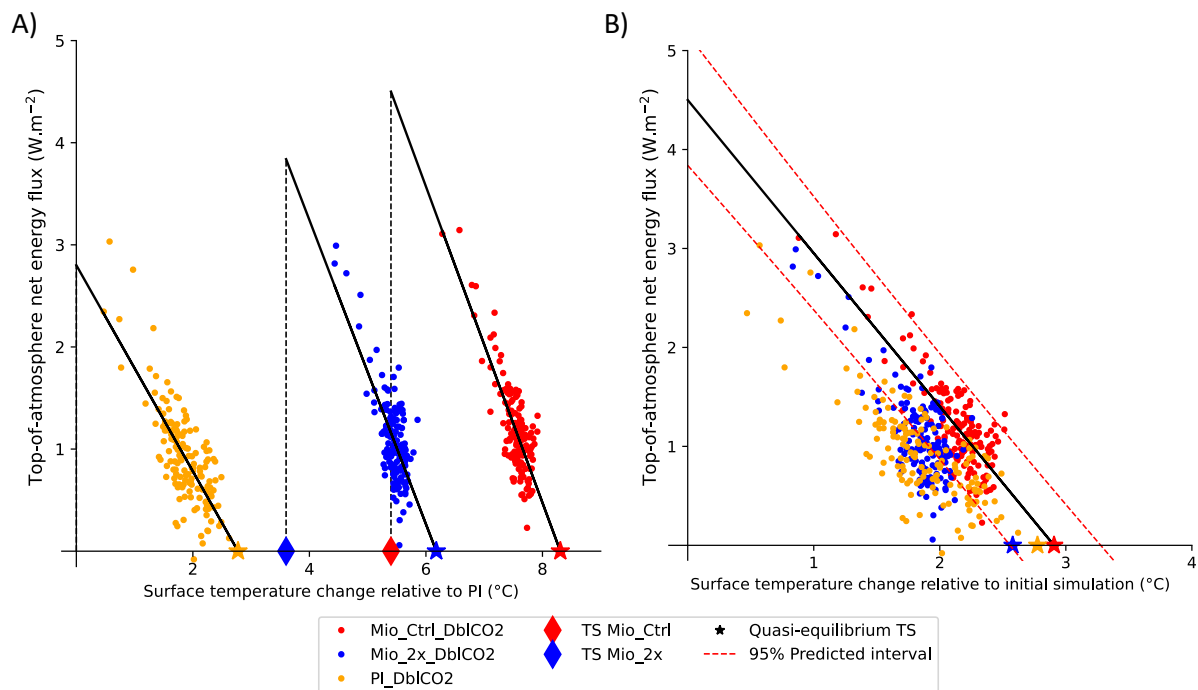 A)
B)
Top-of-atmosphere net energy flux (W.m⁻²)
5
4
3
2
1
2
4
6
8
Surface temperature change relative to PI (°C)
Top-of-atmosphere net energy flux (W.m⁻²)
5
4
3
2
1
1
2
3
4
Surface temperature change relative to initial simulation (°C)
Mio_Ctrl_DblCO2
Mio_2x_DblCO2
PI_DblCO2
TS Mio_Ctrl
TS Mio_2x
Quasi-equilibrium TS
95% Predicted interval